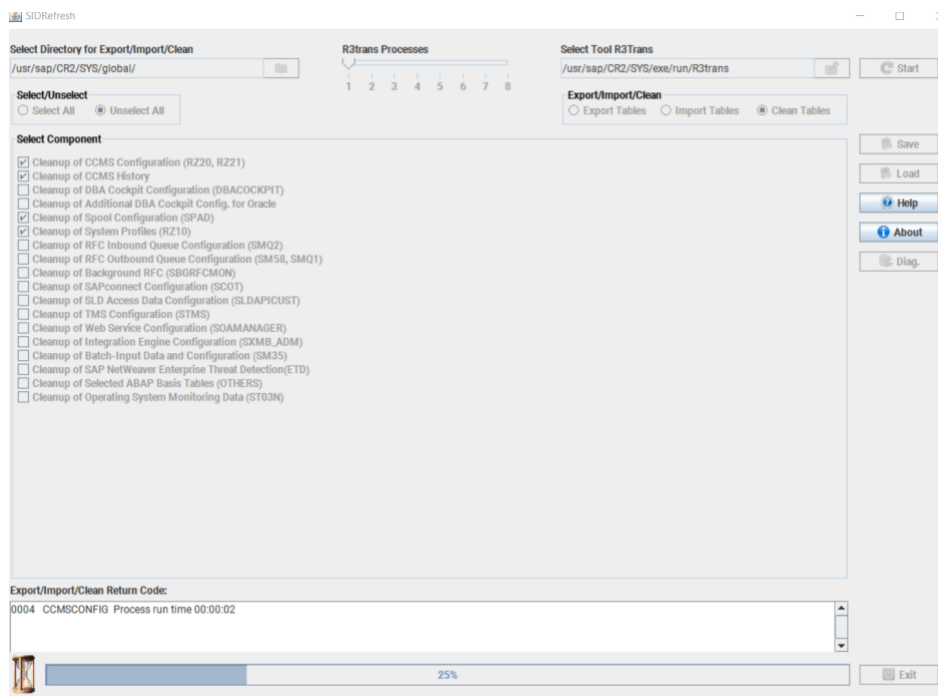 SIDRefresh
Select Directory for Export/Import/Clean
R3trans Processes
Select Tool R3Trans
/usr/sap/CR2/SYS/global/
/usr/sap/CR2/SYS/exe/run/R3trans
Start
1 2 3 4 5 6 7 8
Select/Unselect
Select All Unselect All
Export/Import/Clean
Export Tables Import Tables Clean Tables
Select Component
Cleanup of CCMS Configuration (RZ20, RZ21)
Cleanup of CCMS History
Cleanup of DBA Cockpit Configuration (DBACOCKPIT)
Cleanup of Additional DBA Cockpit Config. for Oracle
Cleanup of Spool Configuration (SPAD)
Cleanup of System Profiles (RZ10)
Cleanup of RFC Inbound Queue Configuration (SMQ2)
Cleanup of RFC Outbound Queue Configuration (SM58, SMQ1)
Cleanup of Background RFC (SBGRFCMON)
Cleanup of SAPconnect Configuration (SCOT)
Cleanup of SLD Access Data Configuration (SLDAPICUST)
Cleanup of TMS Configuration (STMS)
Cleanup of Web Service Configuration (SOAMANAGER)
Cleanup of Integration Engine Configuration (SXMB_ADM)
Cleanup of Batch-Input Data and Configuration (SM35)
Cleanup of SAP NetWeaver Enterprise Threat Detection(ETD)
Cleanup of Selected ABAP Basis Tables (OTHERS)
Cleanup of Operating System Monitoring Data (ST03N)
Save
Load
Help
About
Diag.
Export/Import/Clean Return Code:
0004 CCMSCONFIG Process run time 00:00:02
25%
Exit